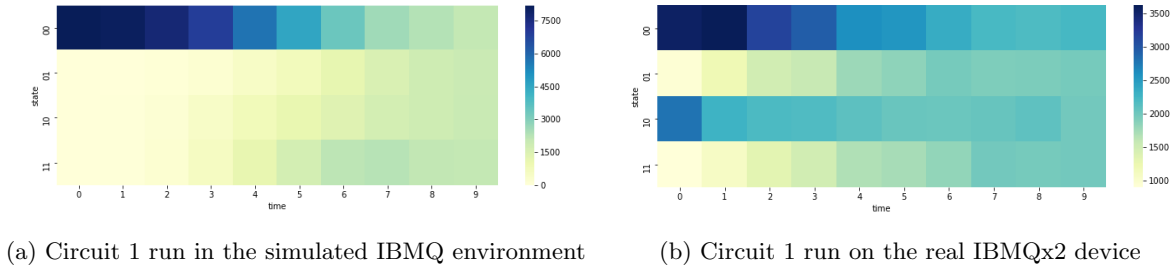 00
01
10
11
state
0 1 2 3 4 5 6 7 8 9
time
7500
6000
4500
3000
1500
0
(a) Circuit 1 run in the simulated IBMQ environment
00
01
10
11
state
0 1 2 3 4 5 6 7 8 9
time
3500
3000
2500
2000
1500
1000
(b) Circuit 1 run on the real IBMQx2 device